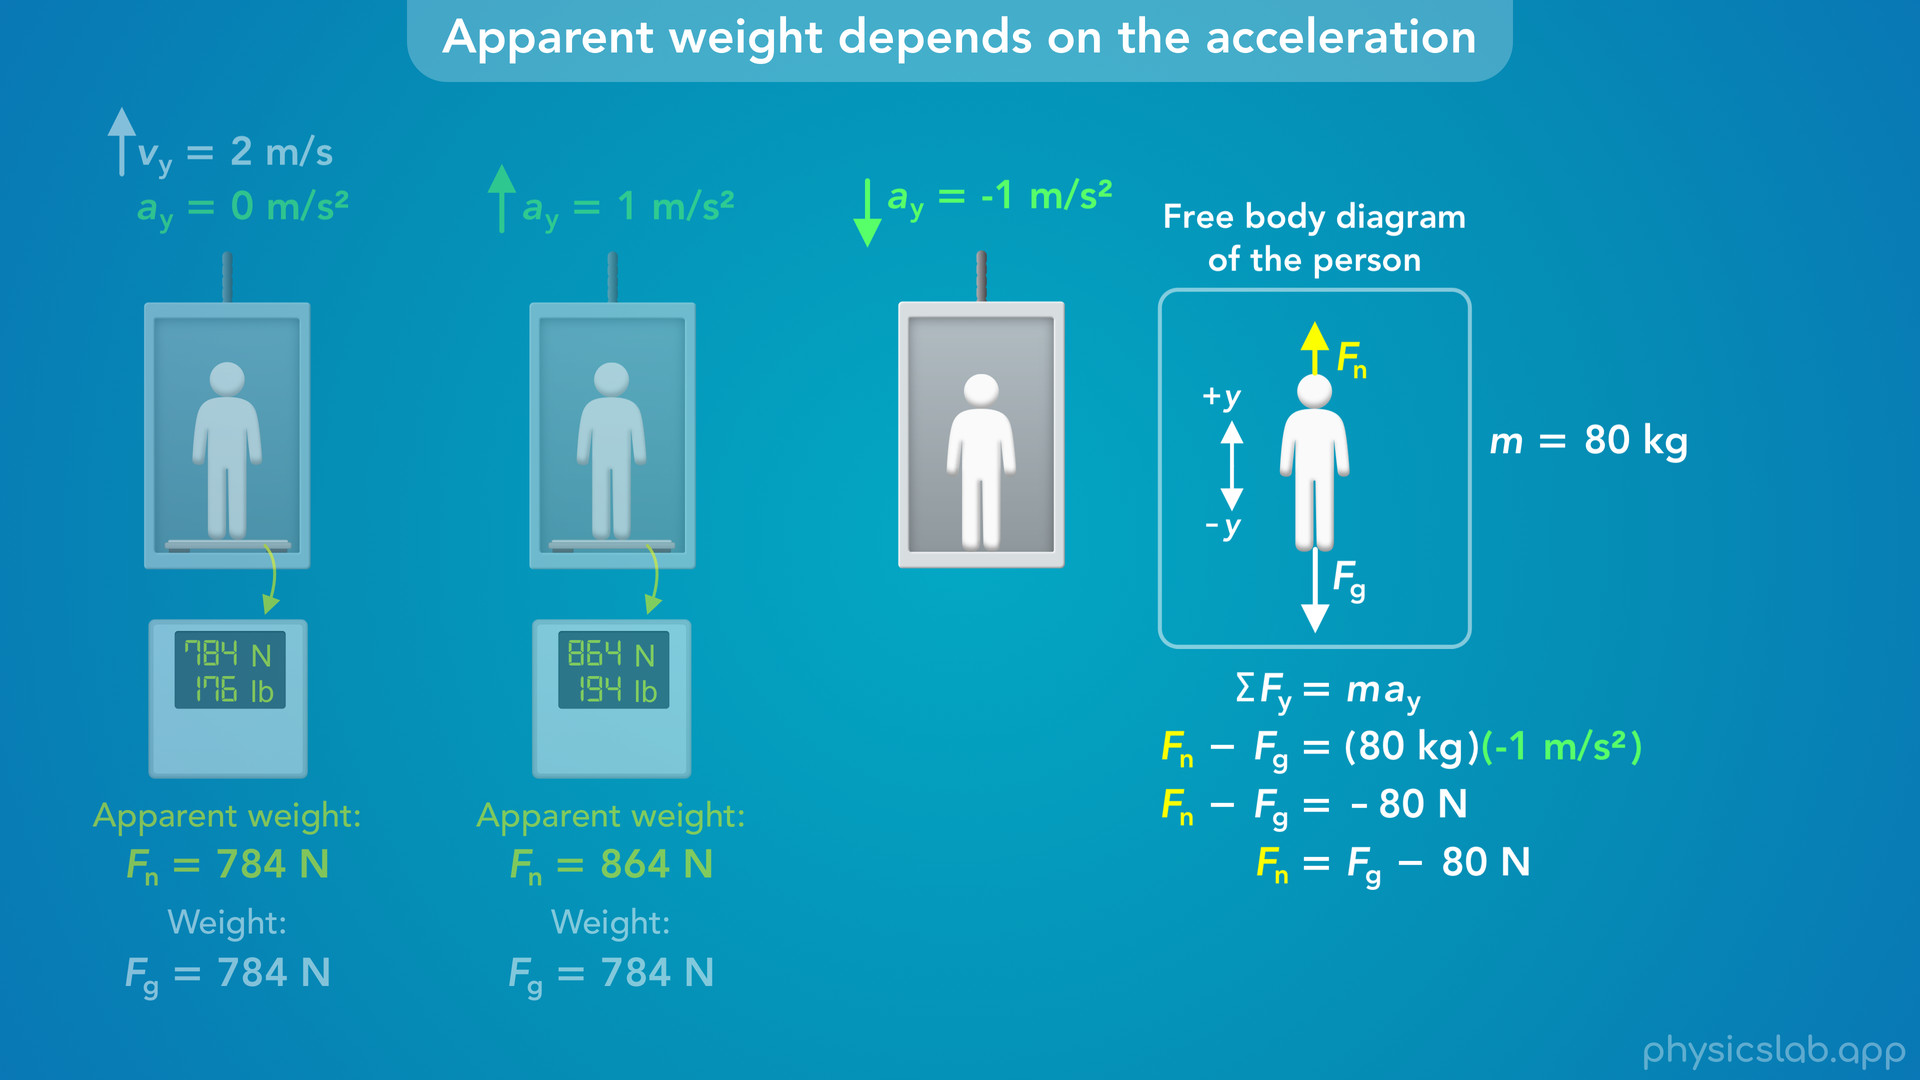 Apparent weight depends on the acceleration
vy = 2 m/s
ay = 0 m/s²
ay = 1 m/s²
ay = -1 m/s²
Free body diagram
of the person
Fn
+y
-y
Fg
m = 80 kg
784 N
176 lb
864 N
194 lb
ΣFy = may
Fn − Fg = (80 kg)(-1 m/s²)
Fn − Fg = -80 N
Fn = Fg − 80 N
Apparent weight:
Fn = 784 N
Weight:
Fg = 784 N
Apparent weight:
Fn = 864 N
Weight:
Fg = 784 N
physicslab.app